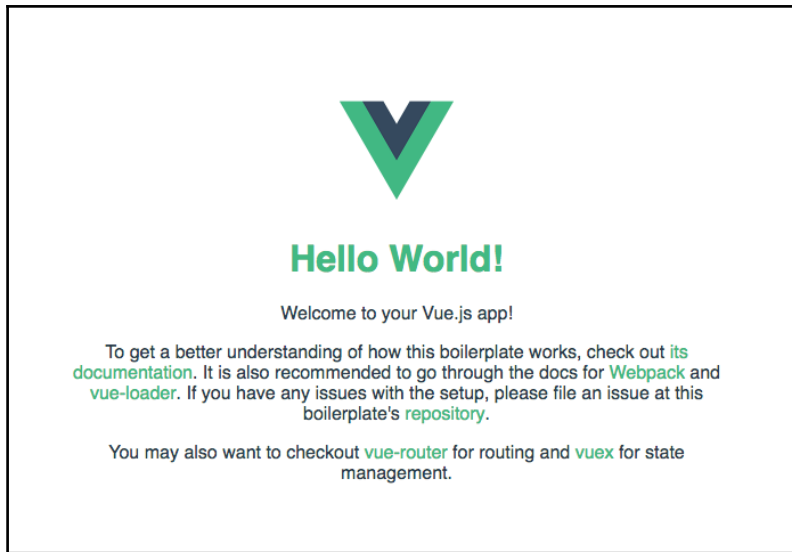 Hello World!
Welcome to your Vue.js app!
To get a better understanding of how this boilerplate works, check out its
documentation. It is also recommended to go through the docs for Webpack and
vue-loader. If you have any issues with the setup, please file an issue at this
boilerplate's repository.
You may also want to checkout vue-router for routing and vuex for state
management.